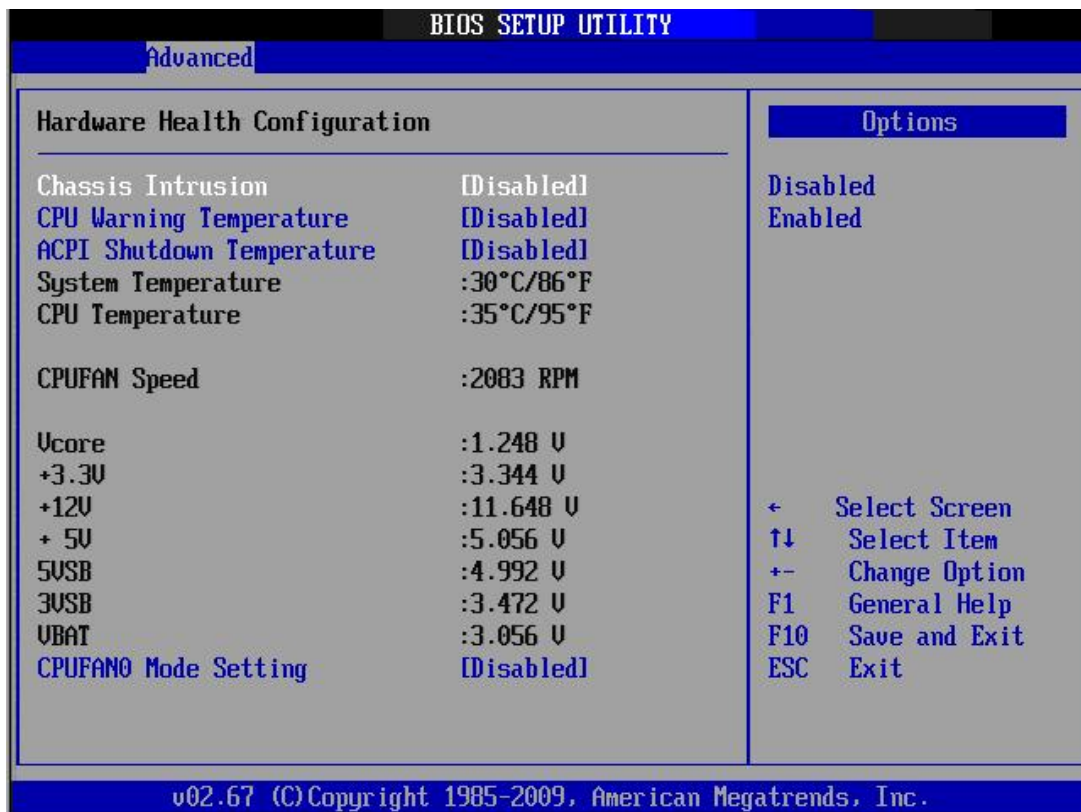 BIOS SETUP UTILITY
Advanced
Hardware Health Configuration
Chassis Intrusion [Disabled]
CPU Warning Temperature [Disabled]
ACPI Shutdown Temperature [Disabled]
System Temperature :30°C/86°F
CPU Temperature :35°C/95°F
CPUFAN Speed :2083 RPM
Vcore :1.248 V
+3.3V :3.344 V
+12V :11.648 V
+ 5V :5.056 V
5VSB :4.992 V
3VSB :3.472 V
VBAT :3.056 V
CPUFAN0 Mode Setting [Disabled]
Options
Disabled
Enabled
← Select Screen
↑↓ Select Item
+- Change Option
F1 General Help
F10 Save and Exit
ESC Exit
v02.67 (C)Copyright 1985-2009, American Megatrends, Inc.